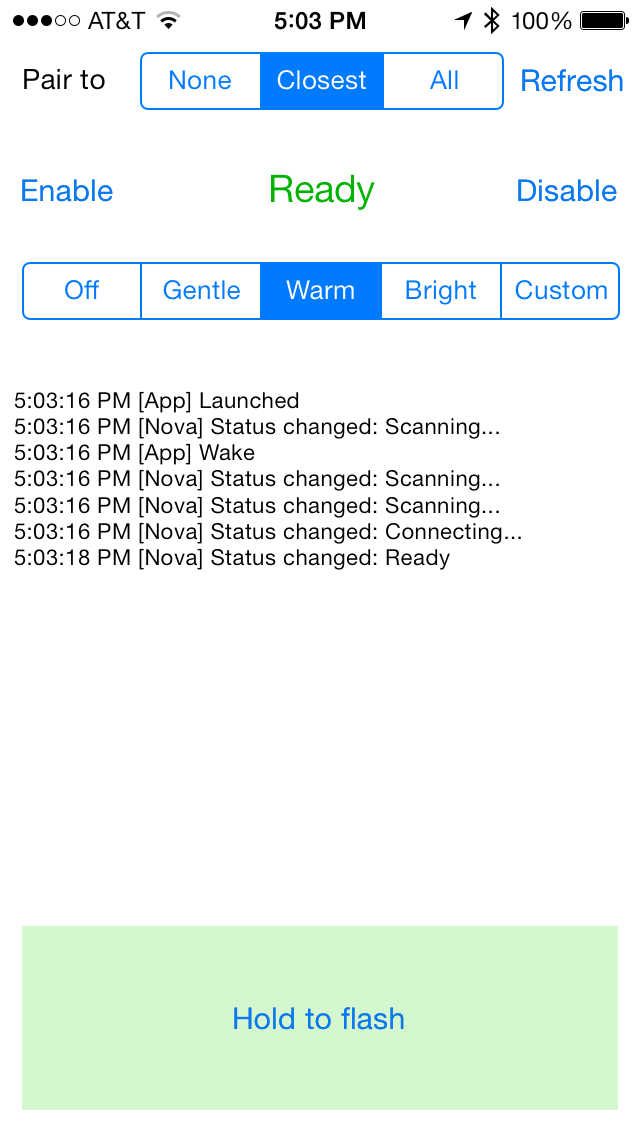 AT&T 5:03 PM 100%
Pair to None Closest All Refresh
Enable Ready Disable
Off Gentle Warm Bright Custom
5:03:16 PM [App] Launched
5:03:16 PM [Nova] Status changed: Scanning...
5:03:16 PM [App] Wake
5:03:16 PM [Nova] Status changed: Scanning...
5:03:16 PM [Nova] Status changed: Scanning...
5:03:16 PM [Nova] Status changed: Connecting...
5:03:18 PM [Nova] Status changed: Ready
Hold to flash